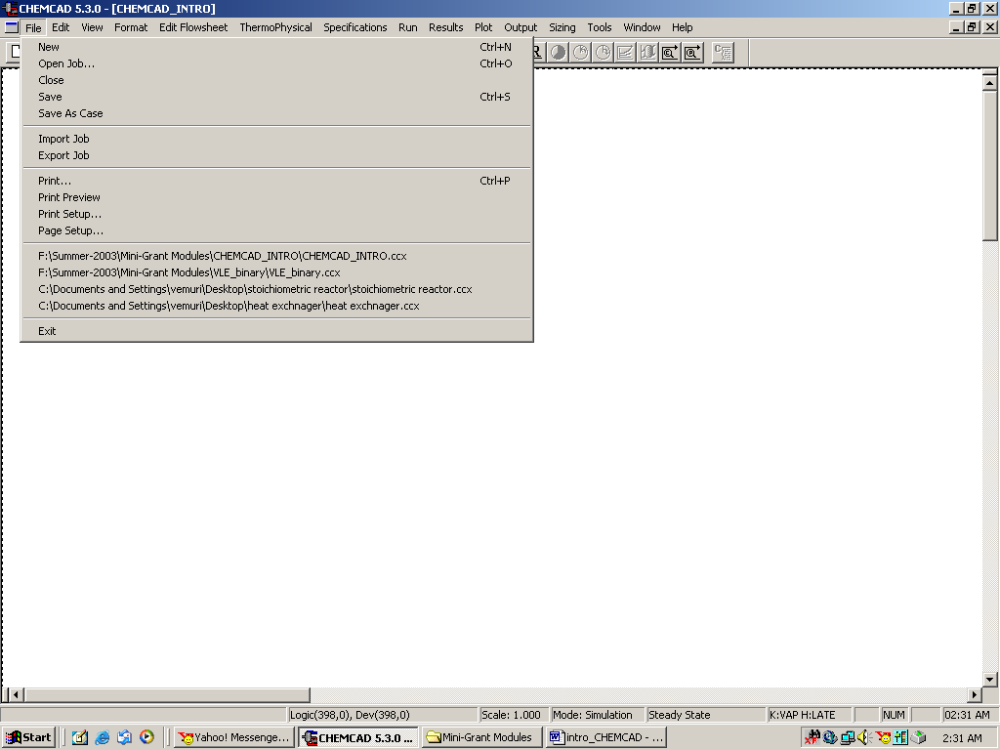 CHEMCAD 5.3.0 - [CHEMCAD_INTRO]
File Edit View Format Edit Flowsheet ThermoPhysical Specifications Run Results Plot Output Sizing Tools Window Help
R
New Ctrl+N
Open Job... Ctrl+O
Close
Save Ctrl+S
Save As Case
Import Job
Export Job
Print... Ctrl+P
Print Preview
Print Setup...
Page Setup...
F:\Summer-2003\Mini-Grant Modules\CHEMCAD_INTRO\CHEMCAD_INTRO.ccx
F:\Summer-2003\Mini-Grant Modules\VLE_binary\VLE_binary.ccx
C:\Documents and Settings\vemuri\Desktop\stoichiometric reactor\stoichiometric reactor.ccx
C:\Documents and Settings\vemuri\Desktop\heat exchnager\heat exchnager.ccx
Exit
Logic(398,0), Dev(398,0) Scale: 1.000 Mode: Simulation Steady State K:VAP H:LATE NUM 02:31 AM
Start Yahoo! Messenge... CHEMCAD 5.3.0 ... Mini-Grant Modules intro_CHEMCAD - ... 2:31 AM